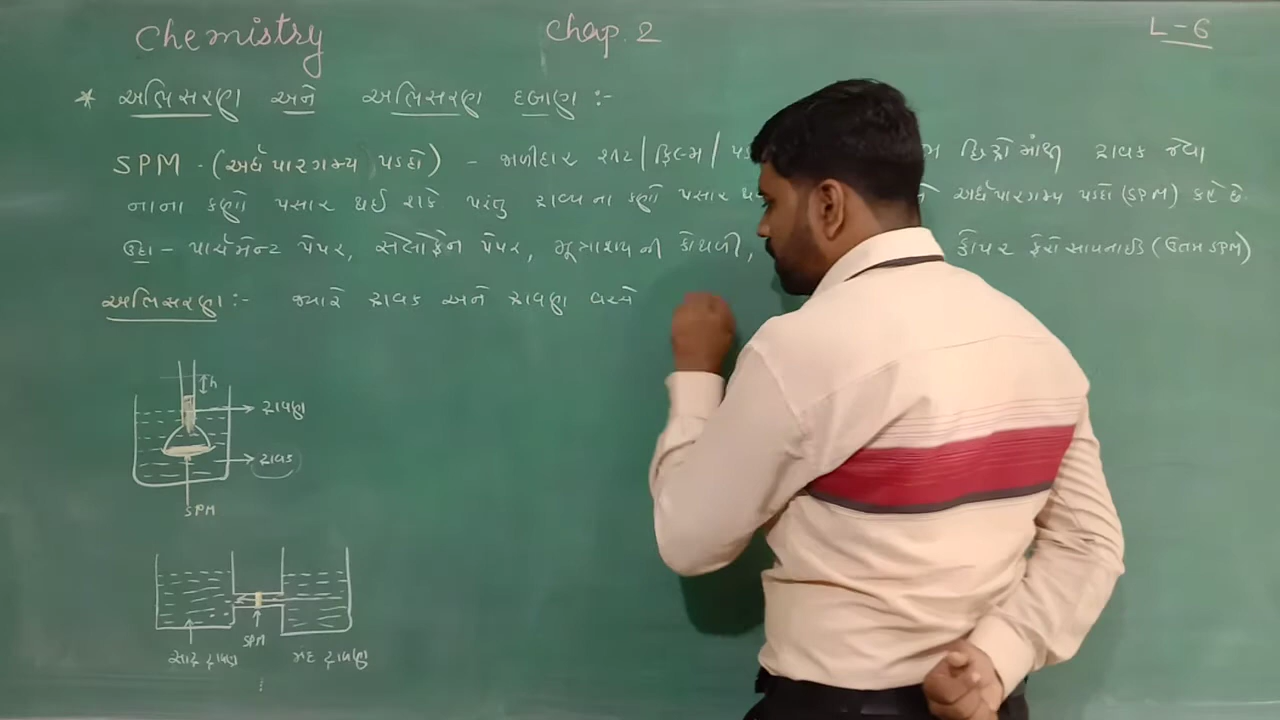 Chemistry Chap. 2 L-6
* અભિસરણ અને અભિસરણ દબાણ :-
SPM - (અર્ધપારગમ્ય પડદો) - જાળીદાર શીટ / ફિલ્મ / છિદ્રોમાંથી દ્રાવક જેવા
નાના કણો પસાર થઈ શકે પરંતુ દ્રાવ્ય ના કણો પસાર અર્ધપારગમ્ય પડદો (SPM) કહે છે.
ઉદા - પાર્ચમેન્ટ પેપર, સેલોફેન પેપર, મૂત્રાશય ની કોથળી, કોપર ફેરોસાયનાઈડ (ઉત્તમ SPM)
અભિસરણ :- જ્યારે દ્રાવક અને દ્રાવણ વચ્ચે
h
દ્રાવણ
દ્રાવક
SPM
SPM
સાંદ્ર દ્રાવણ મંદ દ્રાવણ